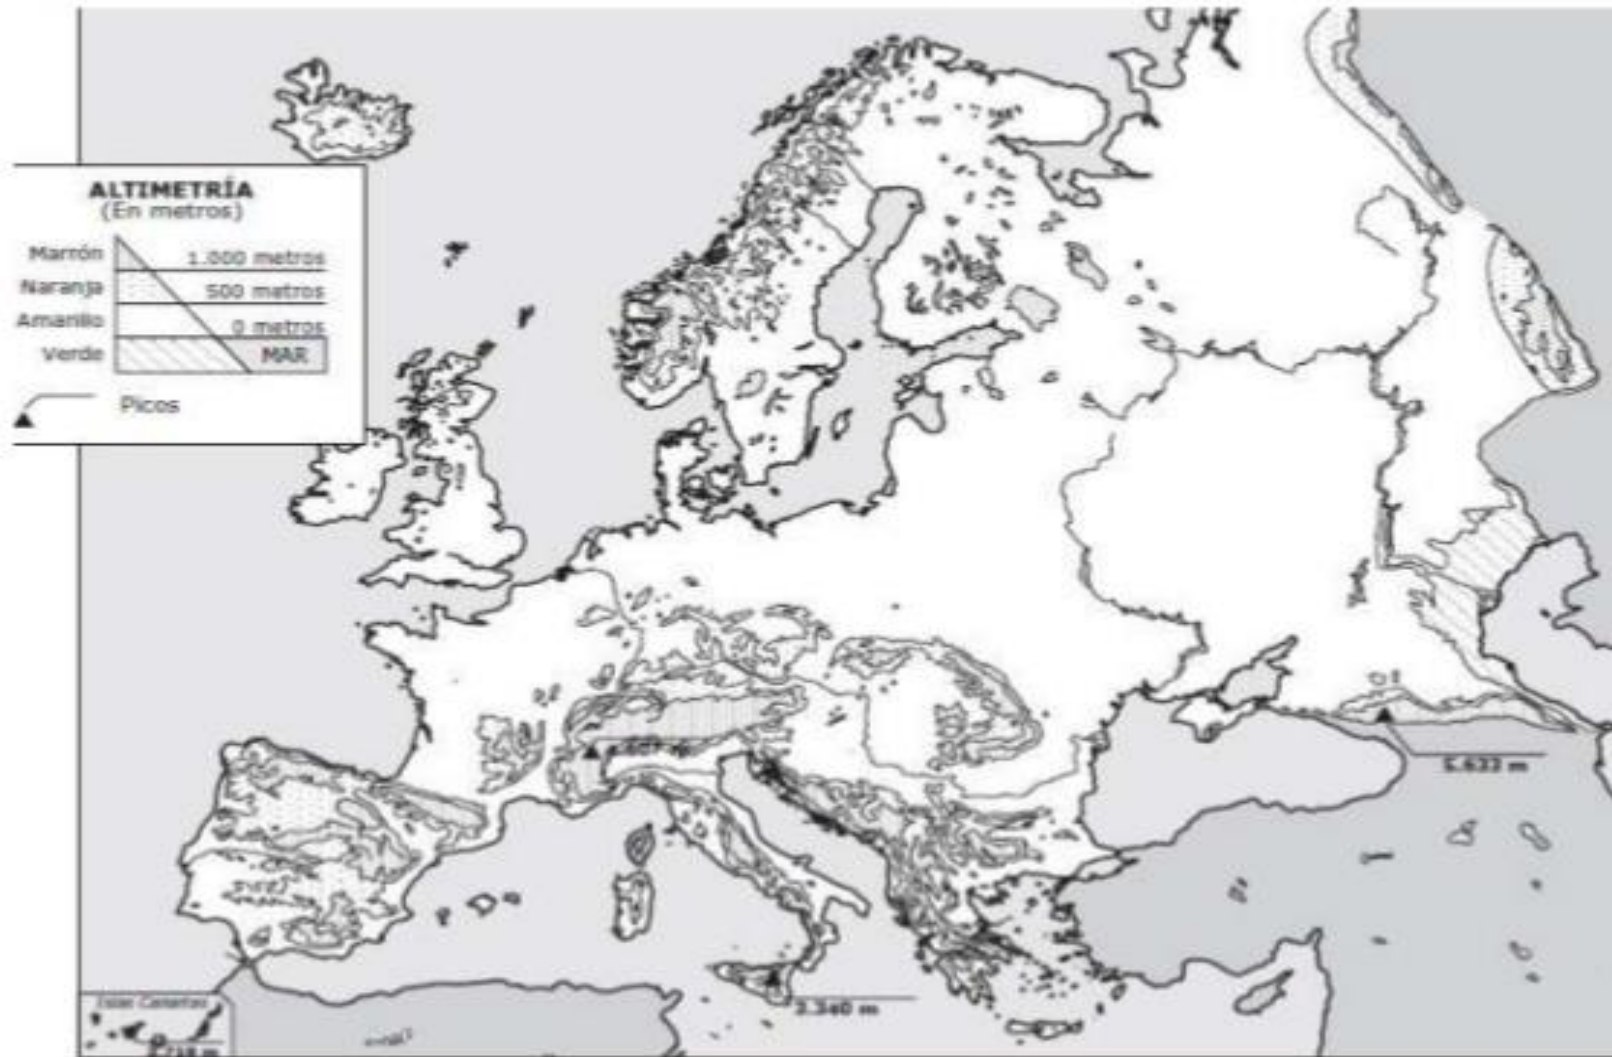 ALTIMETRÍA
(En metros)
Marrón 1.000 metros
Naranja 500 metros
Amarillo 0 metros
Verde MAR
Picos
5.633 m
Islas Canarias
3.340 m
m